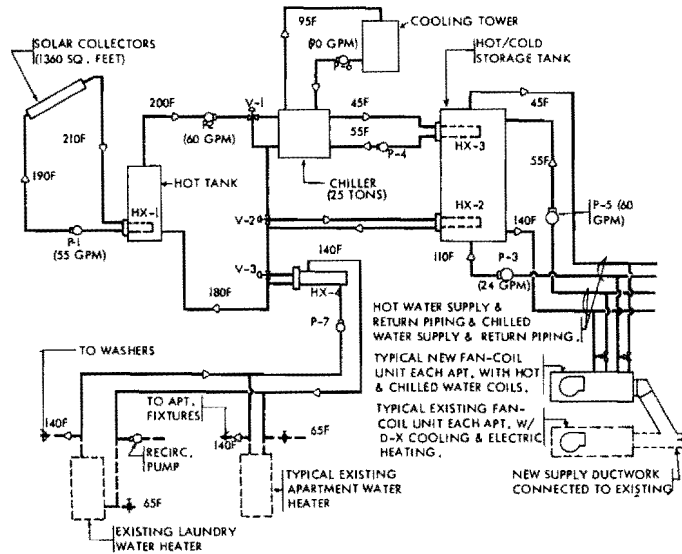 SOLAR COLLECTORS
(1360 SQ. FEET)
95F
COOLING TOWER
(90 GPM)
P-6
HOT/COLD
STORAGE TANK
200F
V-1
45F
45F
P-2
(60 GPM)
55F
P-4
HX-3
55F
210F
190F
HOT TANK
CHILLER
(25 TONS)
HX-1
P-1
(55 GPM)
V-2
HX-2
P-5 (60
GPM)
140F
110F
P-3
(24 GPM)
140F
V-3
HX-4
180F
P-7
HOT WATER SUPPLY &
RETURN PIPING & CHILLED
WATER SUPPLY & RETURN PIPING.
TO WASHERS
TYPICAL NEW FAN-COIL
UNIT EACH APT. WITH HOT
& CHILLED WATER COILS.
TO APT.
FIXTURES
140F
140F
65F
RECIRC.
PUMP
TYPICAL EXISTING FAN-
COIL UNIT EACH APT. W/
D-X COOLING & ELECTRIC
HEATING.
65F
TYPICAL EXISTING
APARTMENT WATER
HEATER
NEW SUPPLY DUCTWORK
CONNECTED TO EXISTING
EXISTING LAUNDRY
WATER HEATER